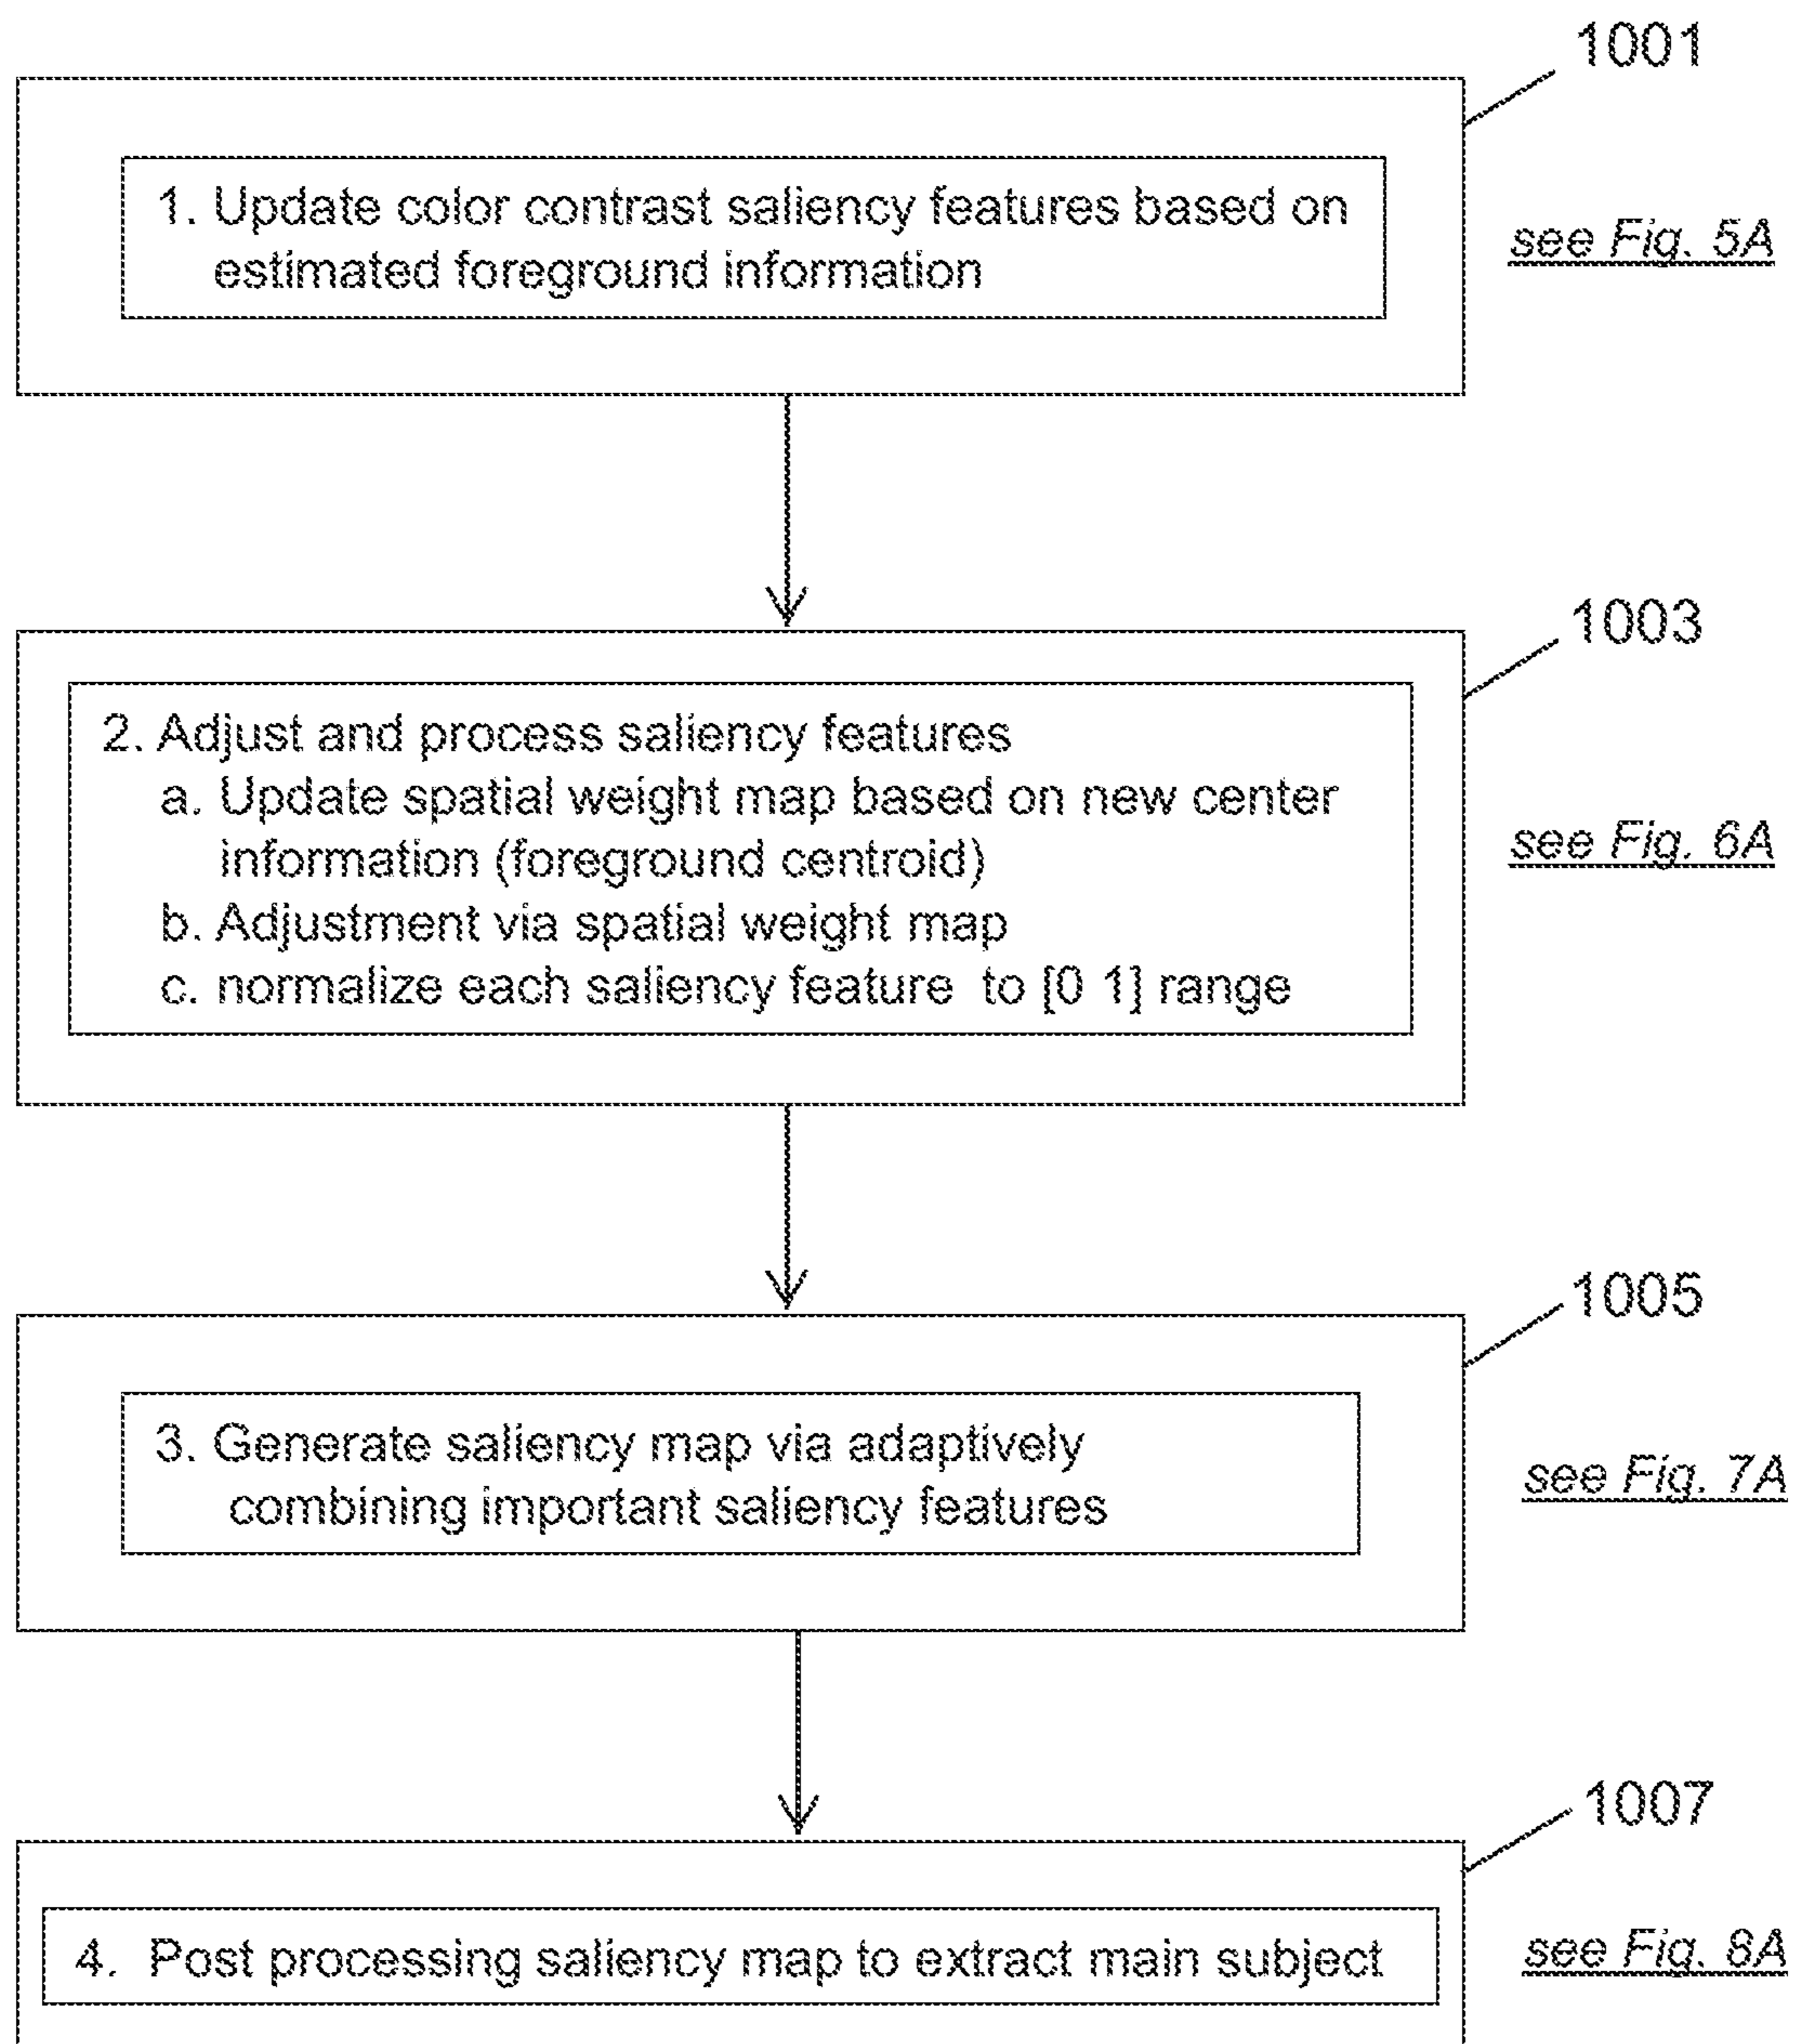 1001
1. Update color contrast saliency features based on
estimated foreground information
see Fig. 5A
1003
2. Adjust and process saliency features
a. Update spatial weight map based on new center
information (foreground centroid)
b. Adjustment via spatial weight map
c. normalize each saliency feature to [0 1] range
see Fig. 6A
1005
3. Generate saliency map via adaptively
combining important saliency features
see Fig. 7A
1007
4. Post processing saliency map to extract main subject
see Fig. 8A